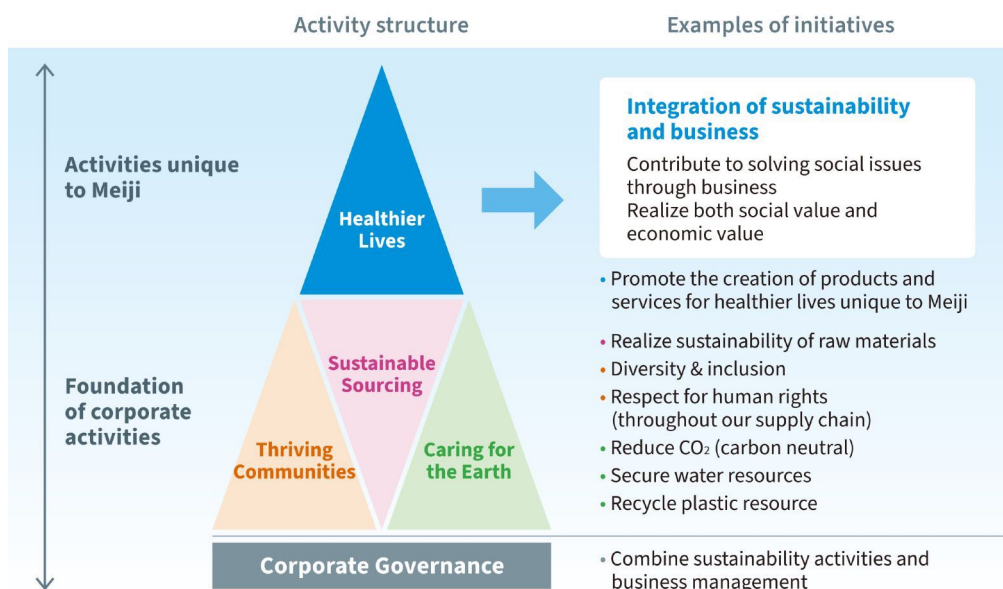 Activity structure
Examples of initiatives
Activities unique
to Meiji
Healthier
Lives
Integration of sustainability
and business
Contribute to solving social issues
through business
Realize both social value and
economic value
• Promote the creation of products and
services for healthier lives unique to Meiji
Foundation
of corporate
activities
Sustainable
Sourcing
Thriving
Communities
Caring for
the Earth
• Realize sustainability of raw materials
• Diversity & inclusion
• Respect for human rights
(throughout our supply chain)
• Reduce CO₂ (carbon neutral)
• Secure water resources
• Recycle plastic resource
Corporate Governance
• Combine sustainability activities and
business management